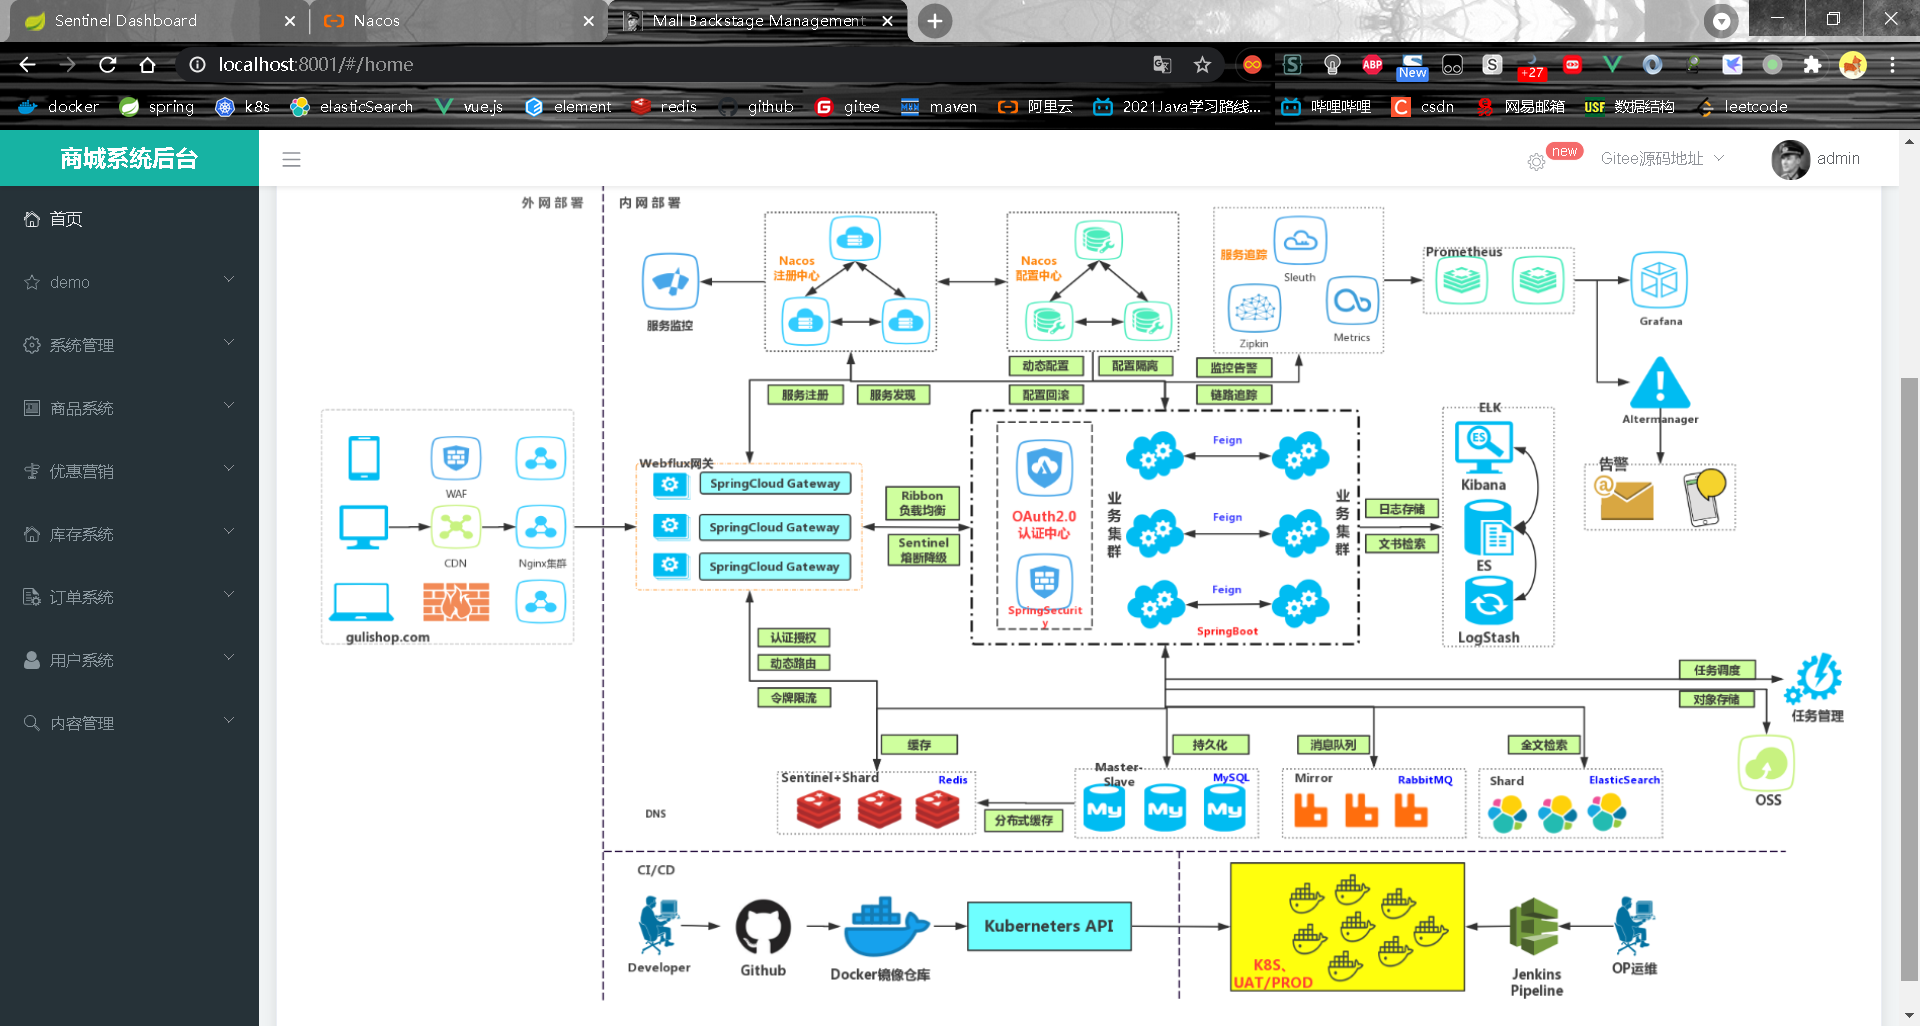 Sentinel Dashboard
Nacos
Mall Backstage Management
localhost:8001/#/home
ABP
New
+27
docker
spring
k8s
elasticSearch
vue.js
element
redis
github
gitee
maven
阿里云
2021Java学习路线...
哔哩哔哩
csdn
网易邮箱
USF
数据结构
leetcode
商城系统后台
new
Gitee源码地址
admin
首页
demo
系统管理
商品系统
优惠营销
库存系统
订单系统
用户系统
内容管理
外网部署
内网部署
服务监控
Nacos
注册中心
Nacos
配置中心
服务追踪
Sleuth
Zipkin
Metrics
Prometheus
Grafana
动态配置
配置隔离
监控告警
服务注册
服务发现
配置回滚
链路追踪
Altermanager
告警
WAF
CDN
Nginx集群
gulishop.com
Webflux网关
SpringCloud Gateway
SpringCloud Gateway
SpringCloud Gateway
Ribbon
负载均衡
Sentinel
熔断降级
OAuth2.0
认证中心
SpringSecurit
y
业务集群
Feign
Feign
Feign
业务集群
SpringBoot
日志存储
文书检索
ELK
ES
Kibana
ES
LogStash
认证授权
动态路由
令牌限流
任务调度
对象存储
任务管理
OSS
缓存
持久化
消息队列
全文检索
Sentinel+Shard
Redis
Master-
Slave
MySQL
My
My
My
Mirror
RabbitMQ
Shard
ElasticSearch
分布式缓存
DNS
CI/CD
Developer
Github
Docker镜像仓库
Kuberneters API
K8S、
UAT/PROD
Jenkins
Pipeline
OP运维